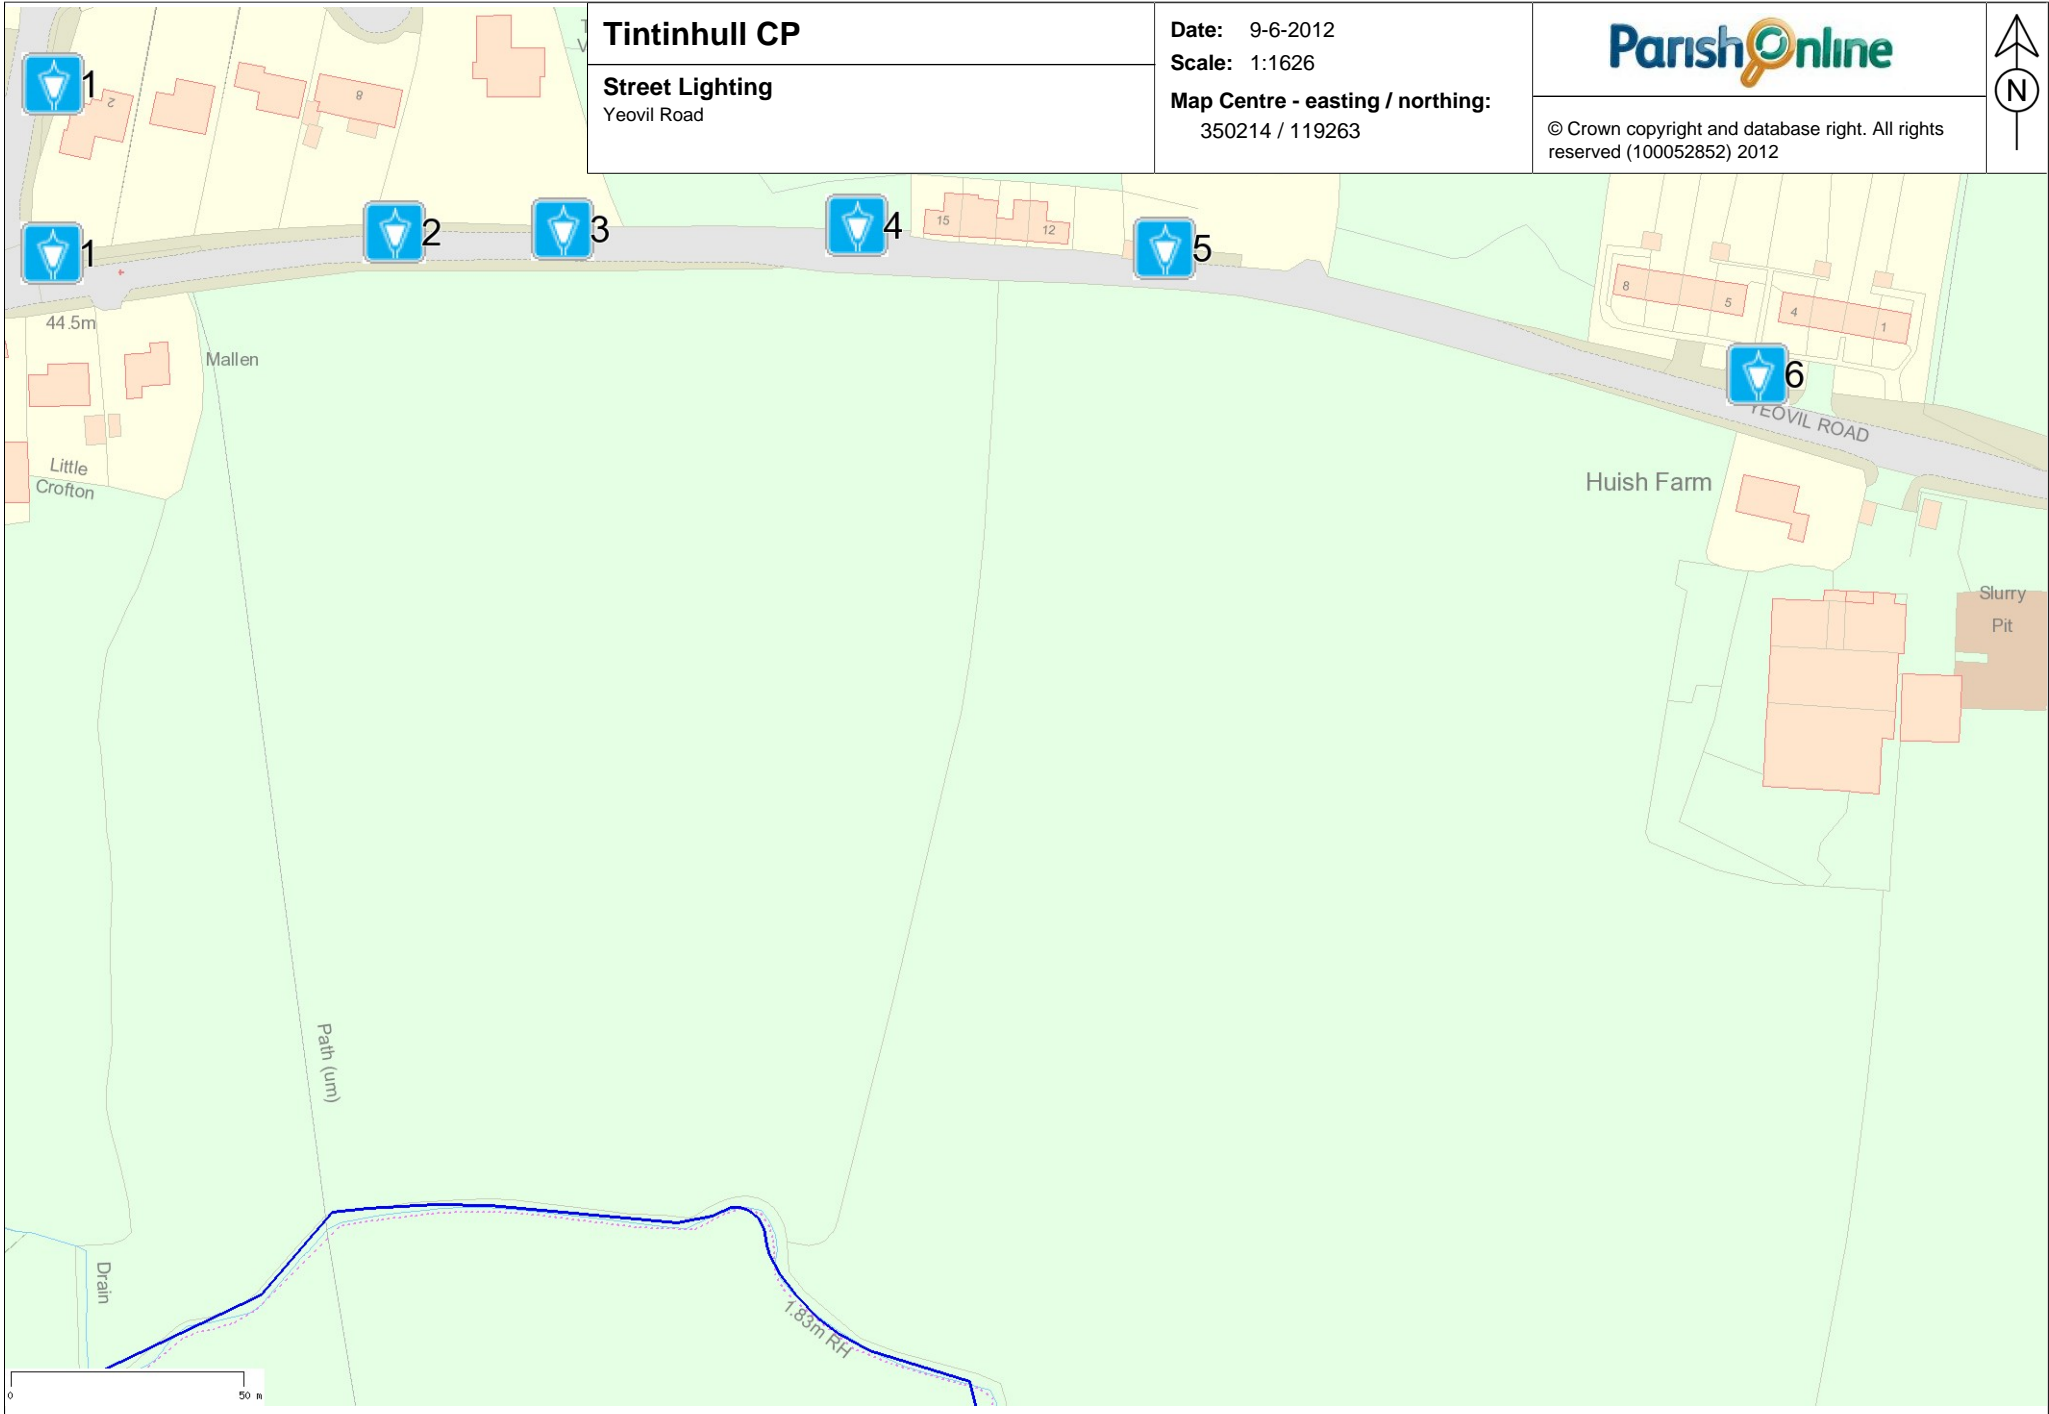 Tintinhull CP
Street Lighting
Yeovil Road
Date: 9-6-2012
Scale: 1:1626
Map Centre - easting / northing:
350214 / 119263
Parish Online
© Crown copyright and database right. All rights
reserved (100052852) 2012
N
1
2
8
1
2
3
4
15
12
5
8
5
4
1
6
YEOVIL ROAD
44.5m
Mallen
Little
Crofton
Huish Farm
Slurry
Pit
Path (um)
Drain
1.83m RH
0
50 m